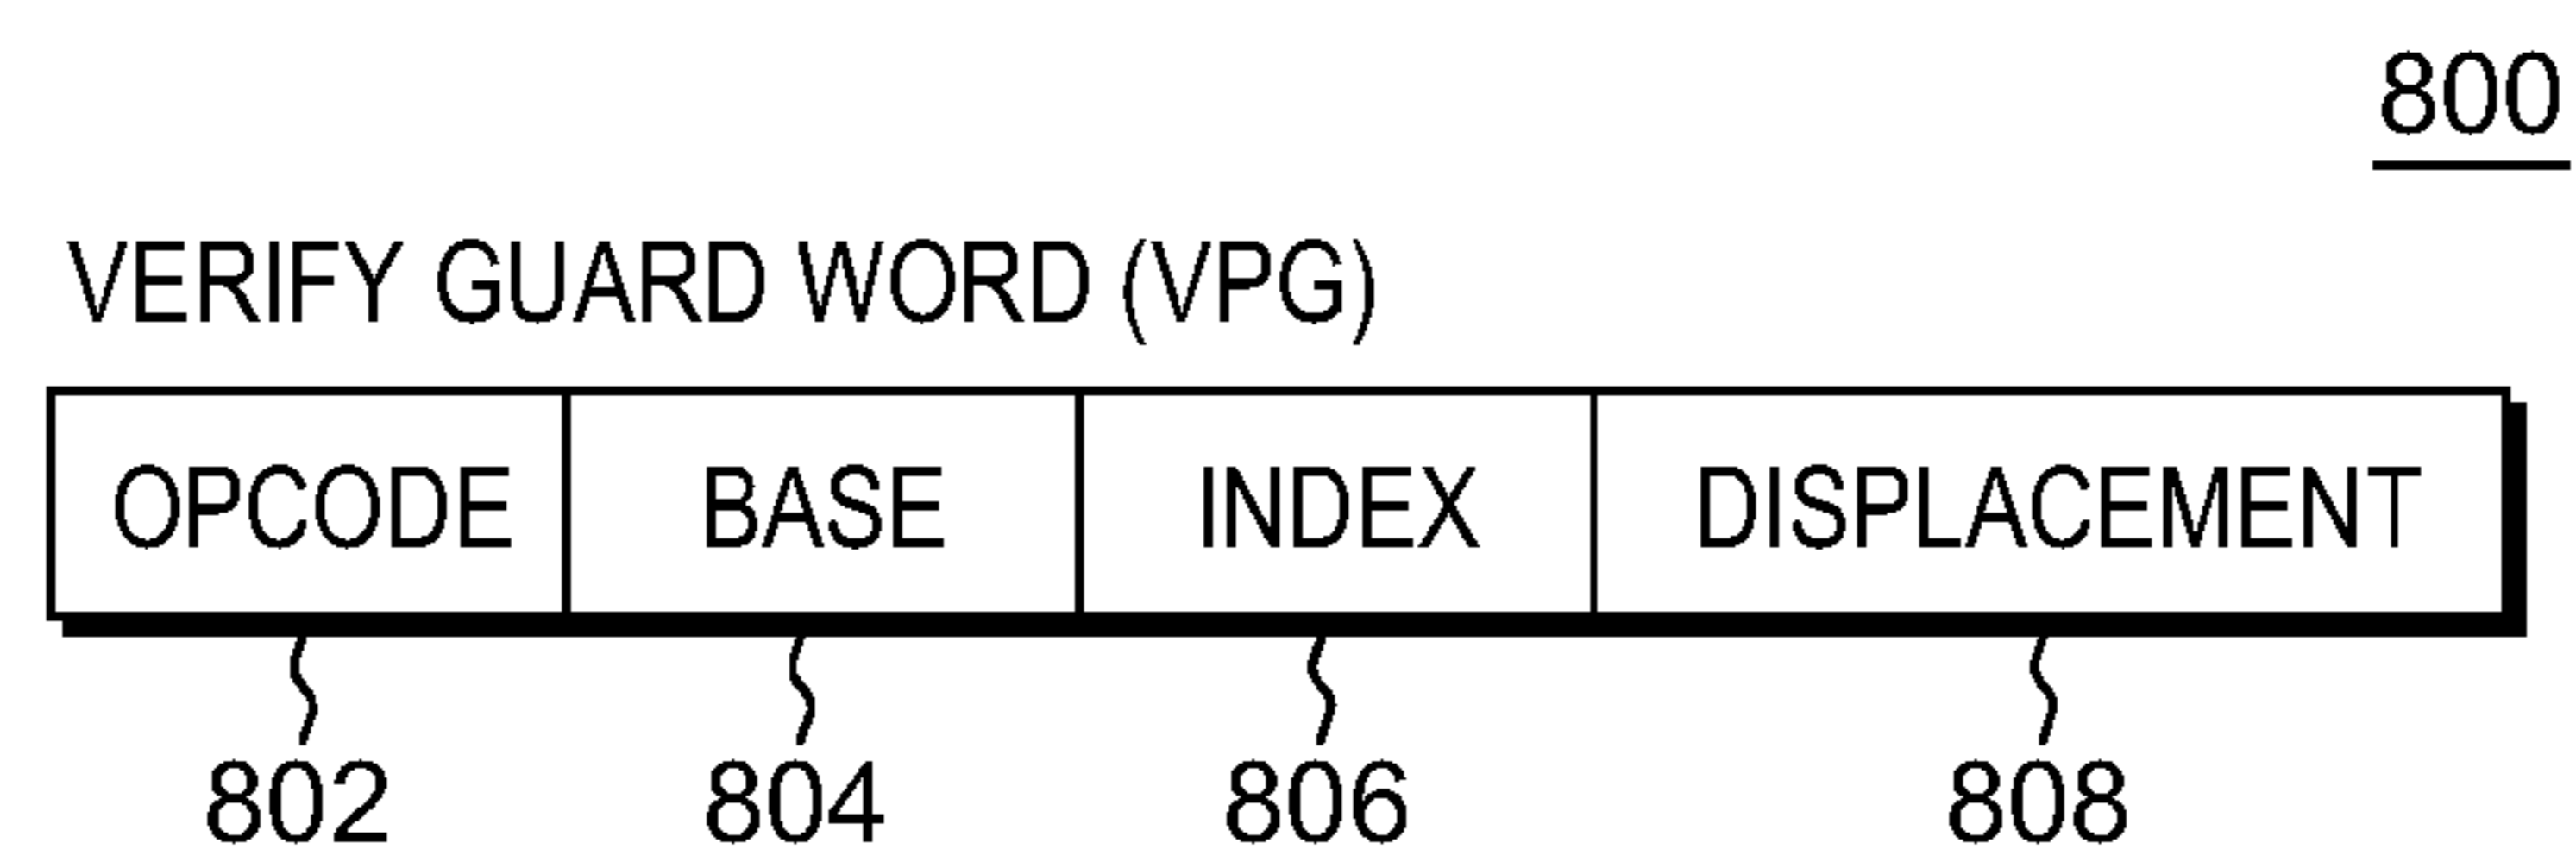 800
VERIFY GUARD WORD (VPG)
OPCODE BASE INDEX DISPLACEMENT
802 804 806 808